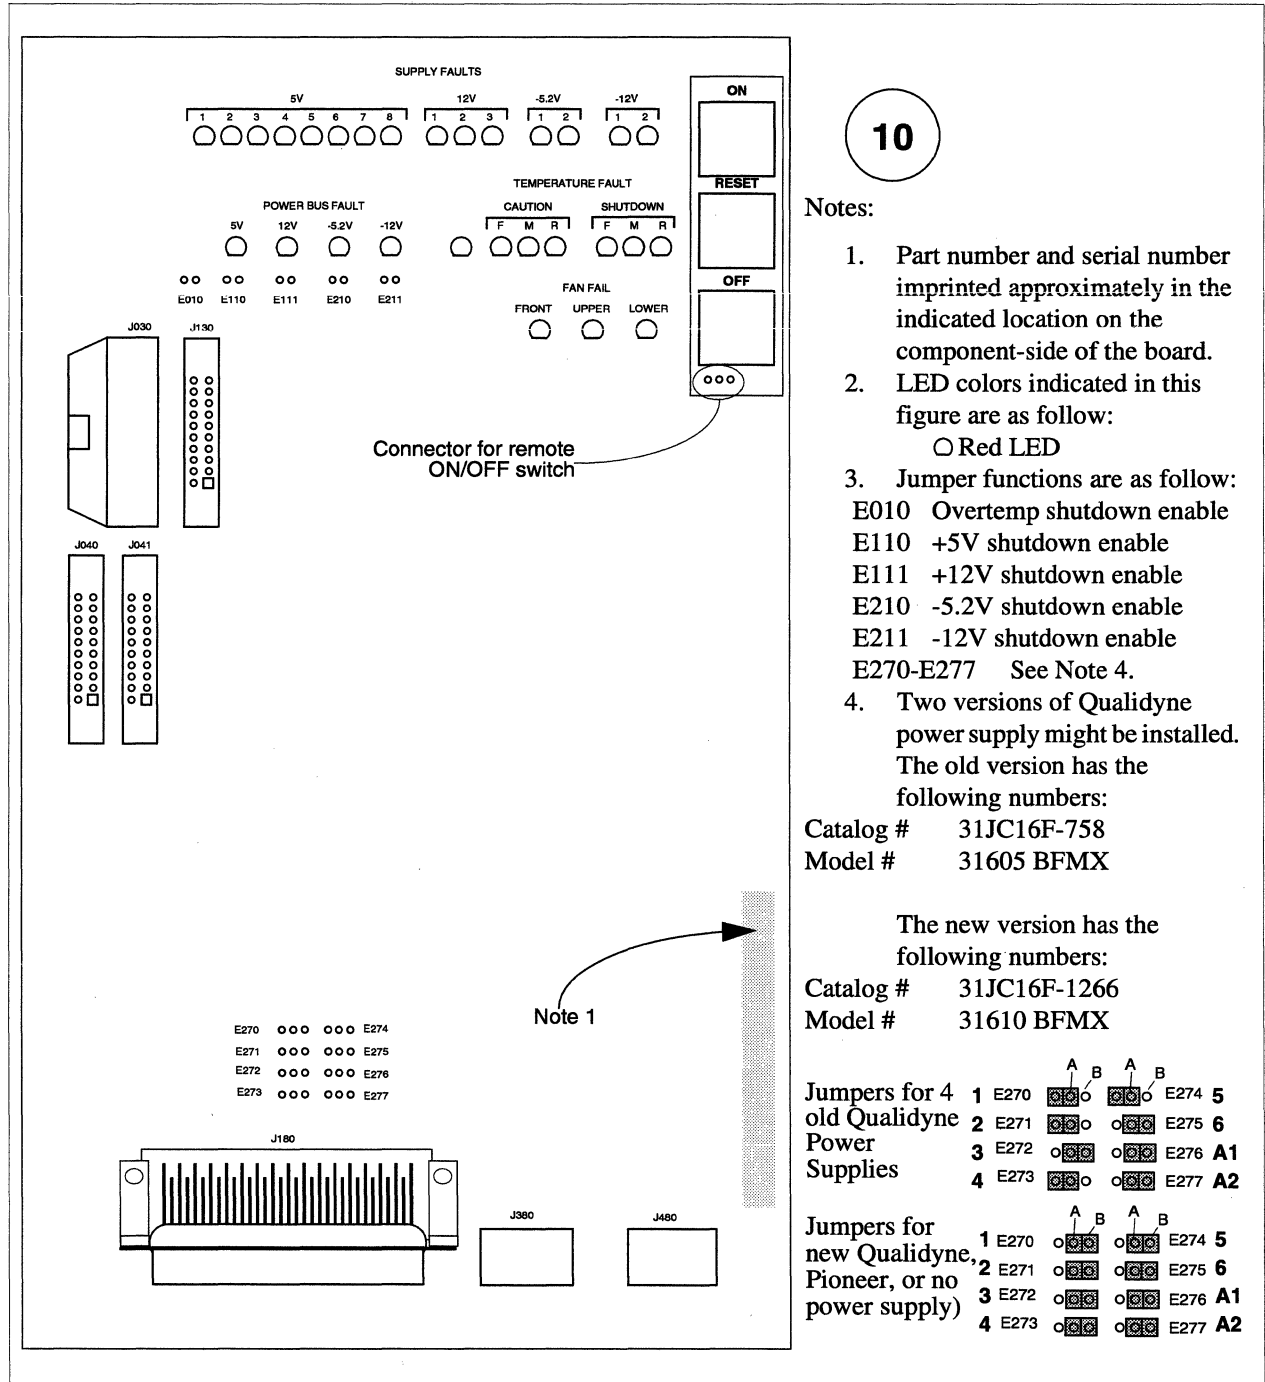 SUPPLY FAULTS
5V 12V -5.2V -12V
1 2 3 4 5 6 7 8 1 2 3 1 2 1 2
ON
RESET
OFF
TEMPERATURE FAULT
POWER BUS FAULT CAUTION SHUTDOWN
5V 12V -5.2V -12V F M R F M R
E010 E110 E111 E210 E211
FAN FAIL
FRONT UPPER LOWER
J030 J130
Connector for remote
ON/OFF switch
J040 J041
Note 1
E270 E274
E271 E275
E272 E276
E273 E277
J180
J380 J480
10
Notes:
1. Part number and serial number
imprinted approximately in the
indicated location on the
component-side of the board.
2. LED colors indicated in this
figure are as follow:
Red LED
3. Jumper functions are as follow:
E010 Overtemp shutdown enable
E110 +5V shutdown enable
E111 +12V shutdown enable
E210 -5.2V shutdown enable
E211 -12V shutdown enable
E270-E277 See Note 4.
4. Two versions of Qualidyne
power supply might be installed.
The old version has the
following numbers:
Catalog # 31JC16F-758
Model # 31605 BFMX
The new version has the
following numbers:
Catalog # 31JC16F-1266
Model # 31610 BFMX
Jumpers for 4
old Qualidyne
Power
Supplies
A B A B
1 E270 E274 5
2 E271 E275 6
3 E272 E276 A1
4 E273 E277 A2
Jumpers for
new Qualidyne,
Pioneer, or no
power supply)
A B A B
1 E270 E274 5
2 E271 E275 6
3 E272 E276 A1
4 E273 E277 A2